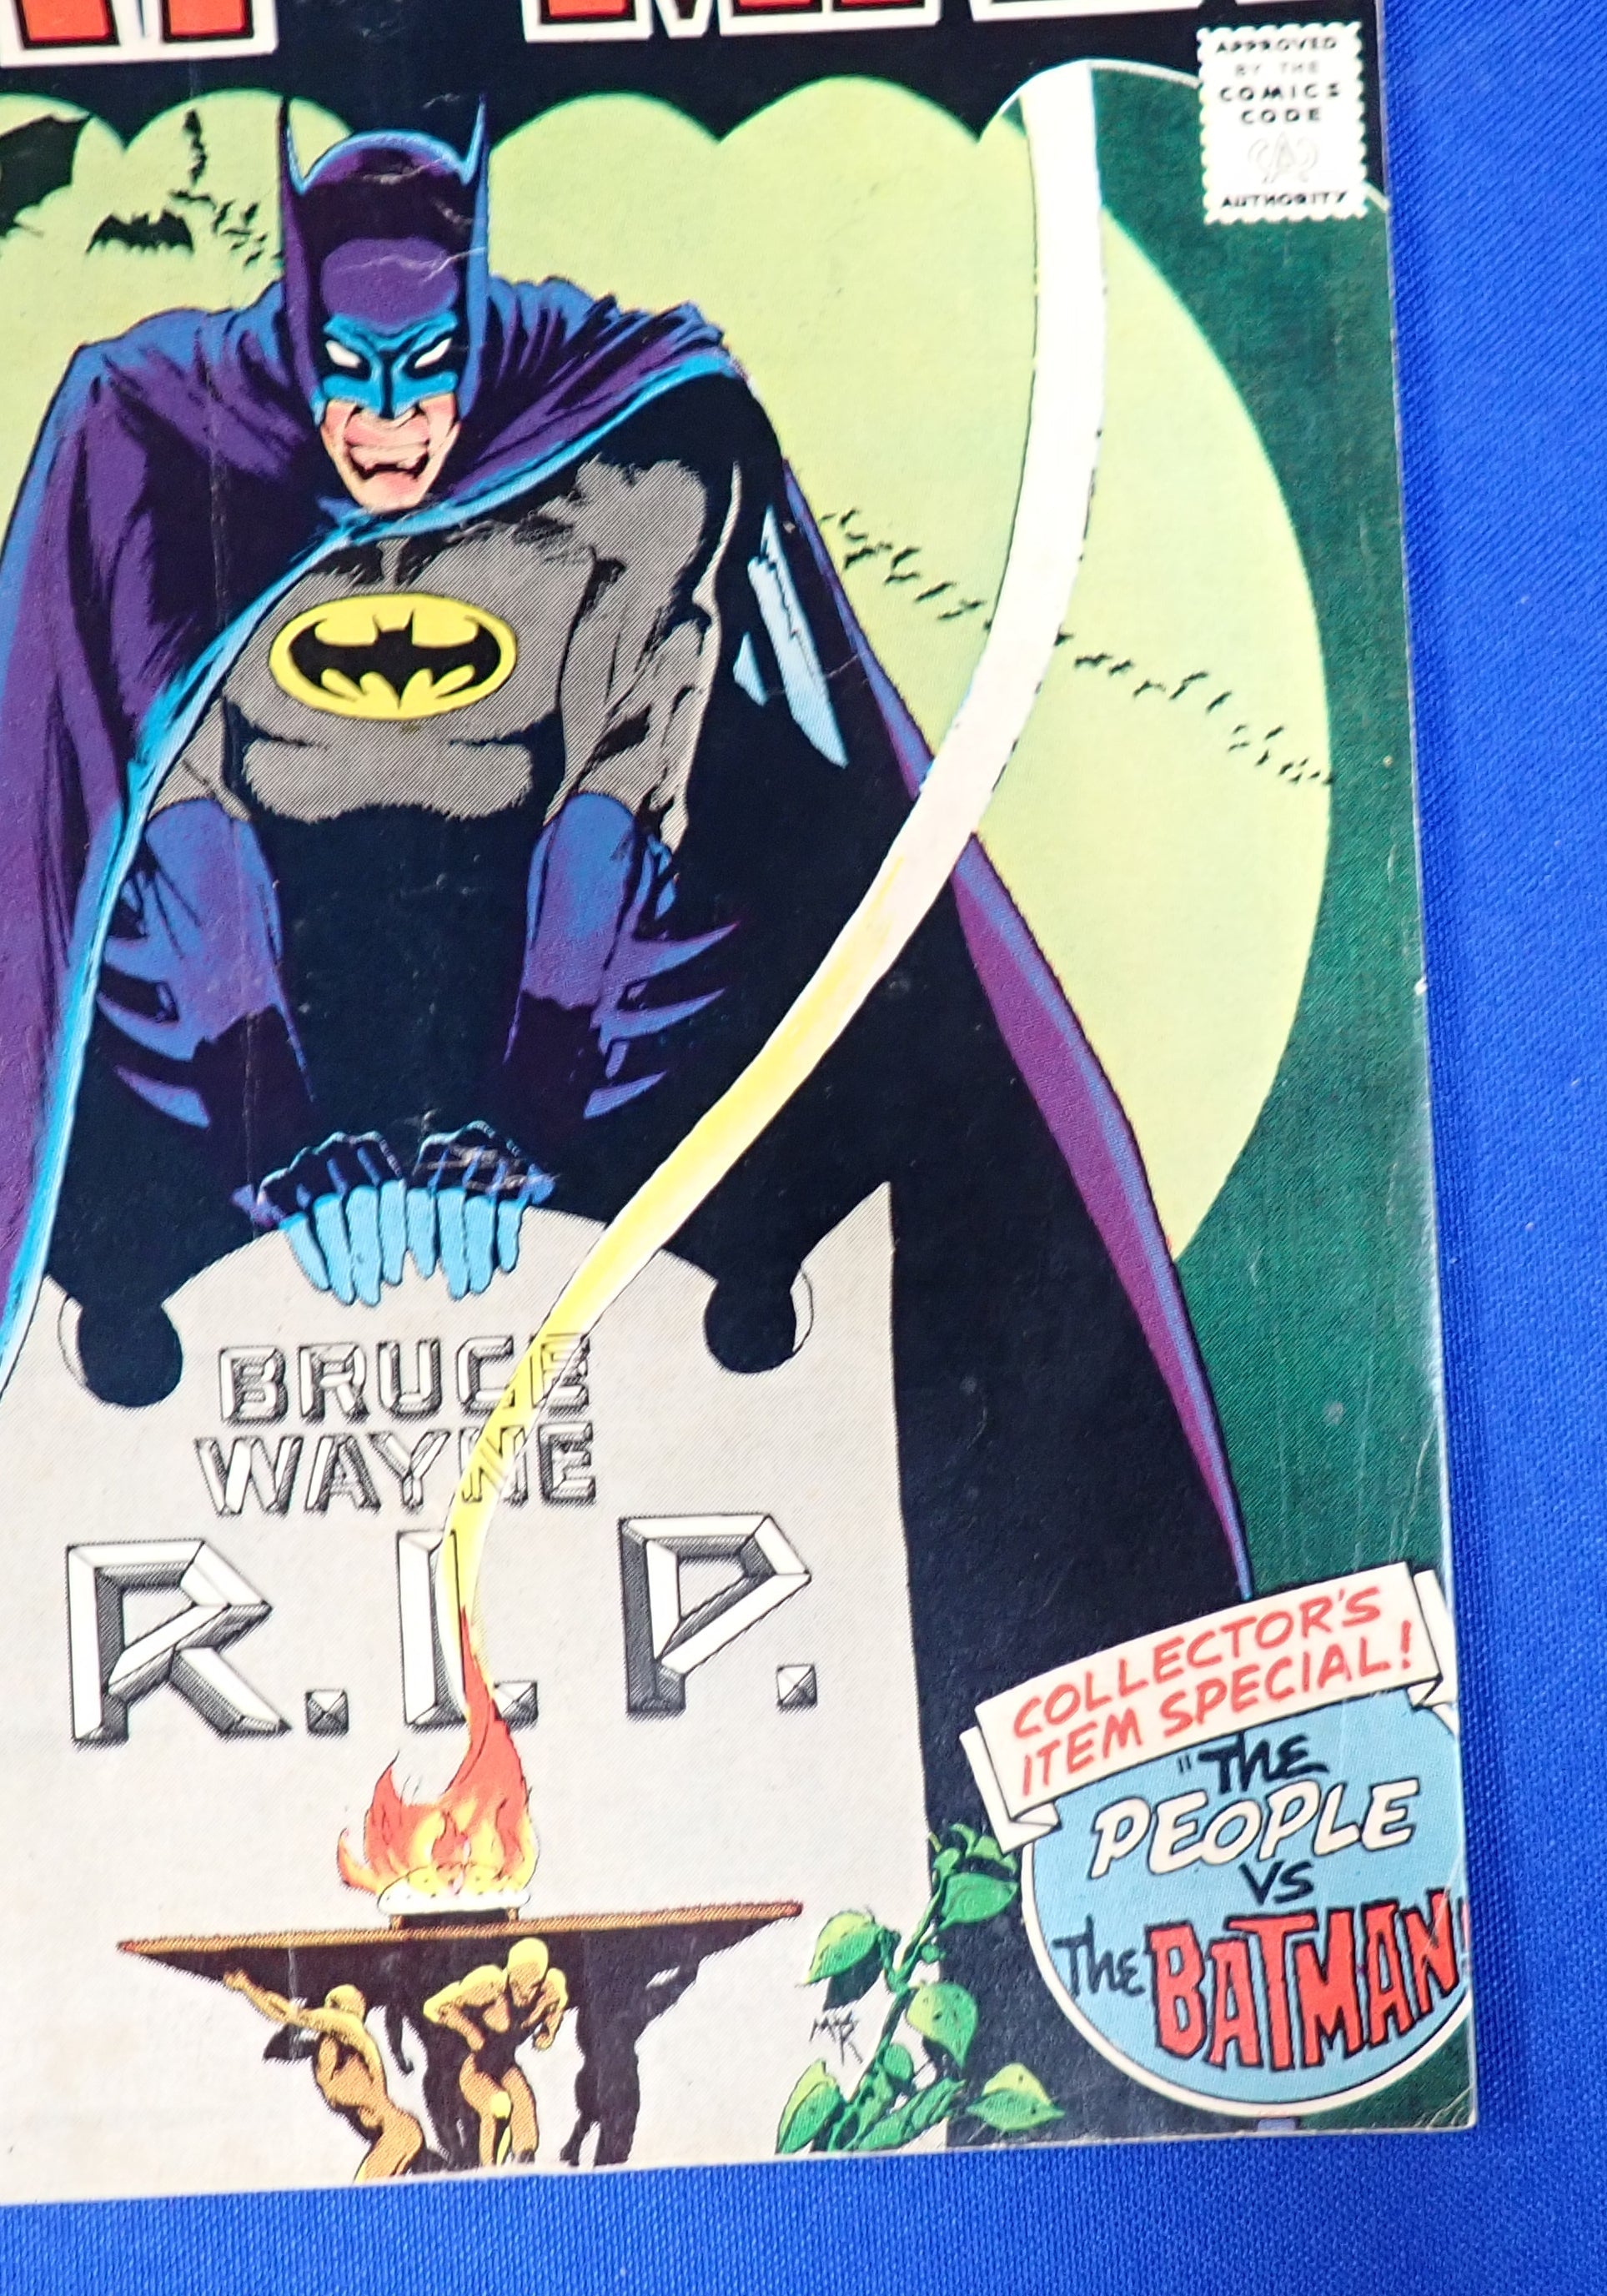 APPROVED
BY THE
COMICS
CODE
A
AUTHORITY
BRUCE
WAYNE
R.I.P.
COLLECTOR'S
ITEM SPECIAL!
"THE
PEOPLE
VS
THE BATMAN!